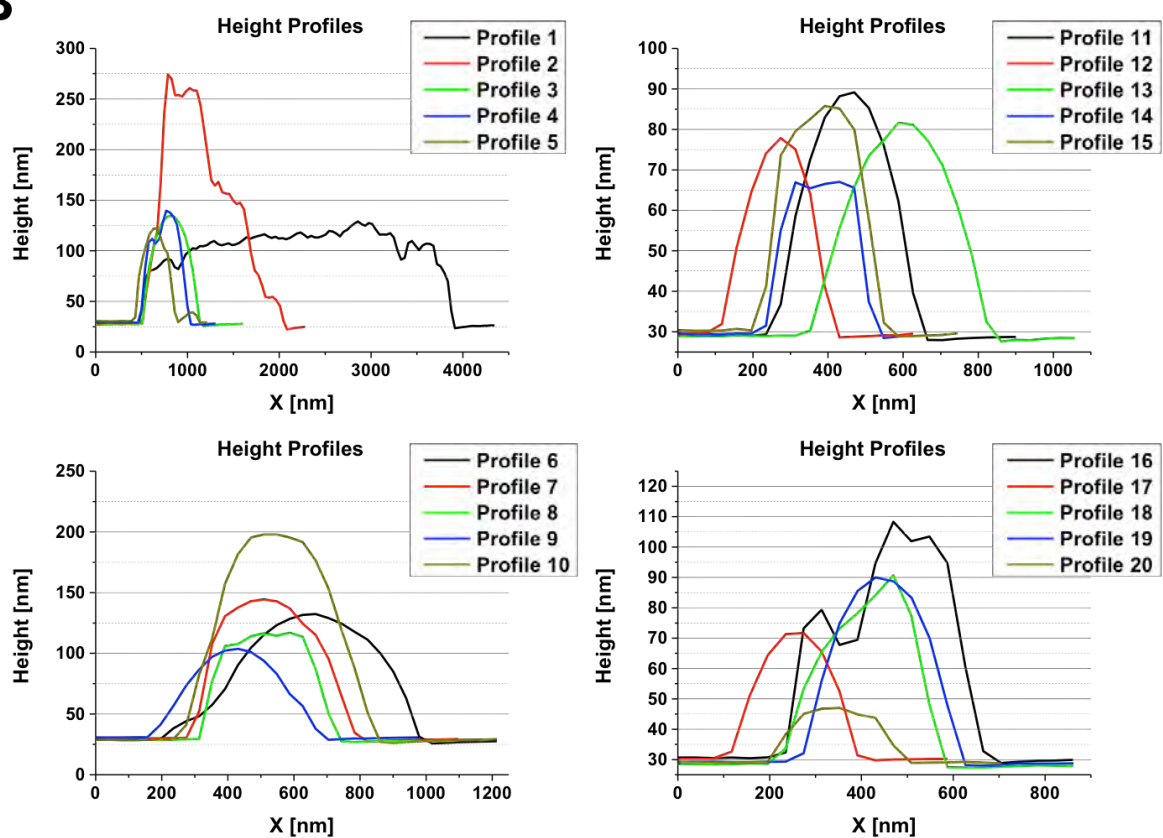 Height Profiles
Profile 1
Profile 2
Profile 3
Profile 4
Profile 5
300
250
200
150
100
50
0
Height [nm]
0 1000 2000 3000 4000
X [nm]
Height Profiles
Profile 11
Profile 12
Profile 13
Profile 14
Profile 15
100
90
80
70
60
50
40
30
Height [nm]
0 200 400 600 800 1000
X [nm]
Height Profiles
Profile 6
Profile 7
Profile 8
Profile 9
Profile 10
250
200
150
100
50
0
Height [nm]
0 200 400 600 800 1000 1200
X [nm]
Height Profiles
Profile 16
Profile 17
Profile 18
Profile 19
Profile 20
120
110
100
90
80
70
60
50
40
30
Height [nm]
0 200 400 600 800
X [nm]